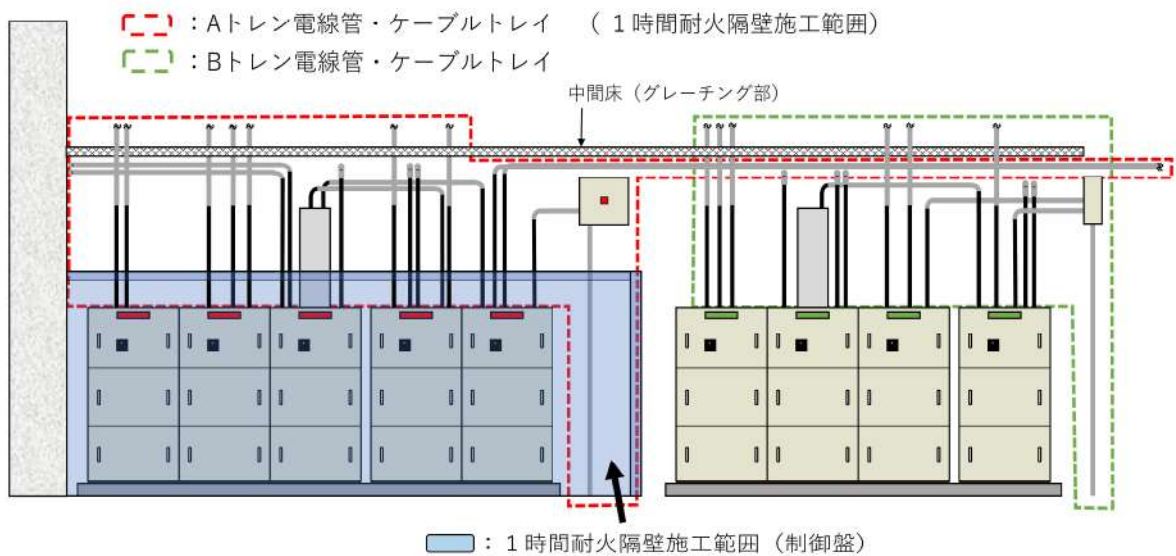 ：Aトレン電線管・ケーブルトレイ　（１時間耐火隔壁施工範囲）
：Bトレン電線管・ケーブルトレイ
中間床（グレーチング部）
：１時間耐火隔壁施工範囲（制御盤）